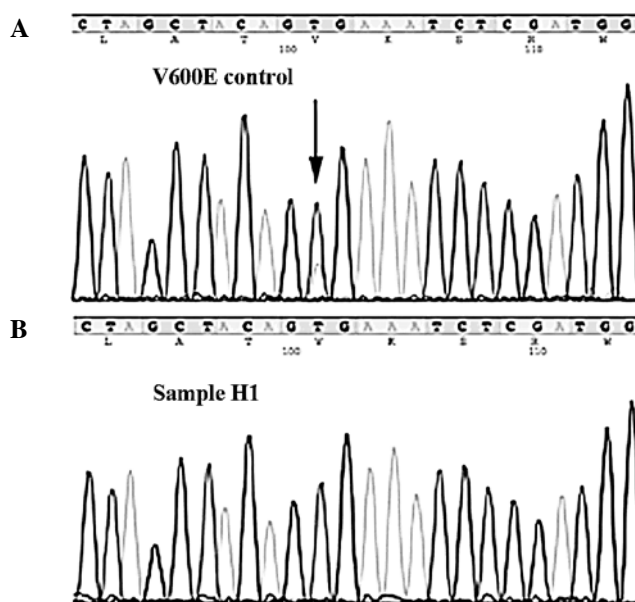 A
C T A G C T A C A G T G A A A T C T C G A T G G
L A T V K S R W
100 110
V600E control
B
C T A G C T A C A G T G A A A T C T C G A T G G
L A T V K S R W
100 110
Sample H1